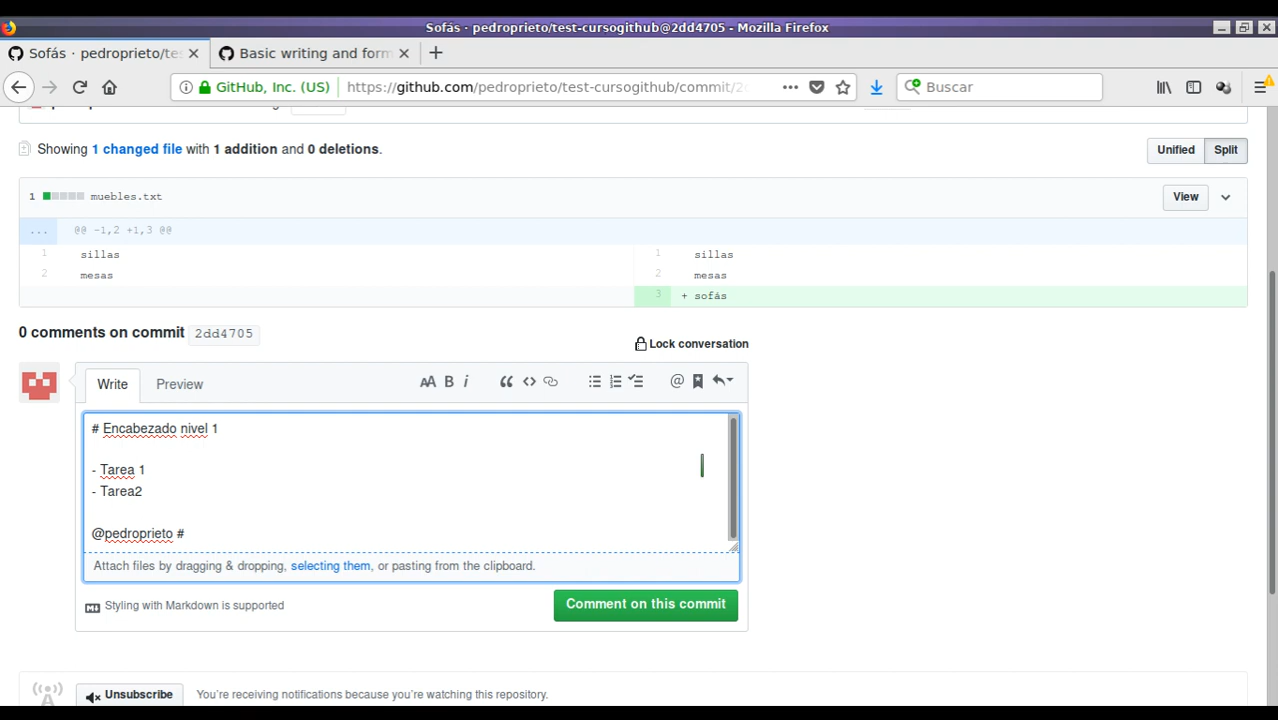 Sofás · pedroprieto/test-cursogithub@2dd4705 - Mozilla Firefox
Sofás · pedroprieto/tes
Basic writing and form
GitHub, Inc. (US) https://github.com/pedroprieto/test-cursogithub/commit/2
Buscar
Showing 1 changed file with 1 addition and 0 deletions.
Unified Split
1 muebles.txt View
... @@ -1,2 +1,3 @@
1 sillas 1 sillas
2 mesas 2 mesas
3 + sofás
0 comments on commit 2dd4705
Lock conversation
Write Preview
# Encabezado nivel 1
- Tarea 1
- Tarea2
@pedroprieto #
Attach files by dragging & dropping, selecting them, or pasting from the clipboard.
Styling with Markdown is supported
Comment on this commit
Unsubscribe You're receiving notifications because you're watching this repository.